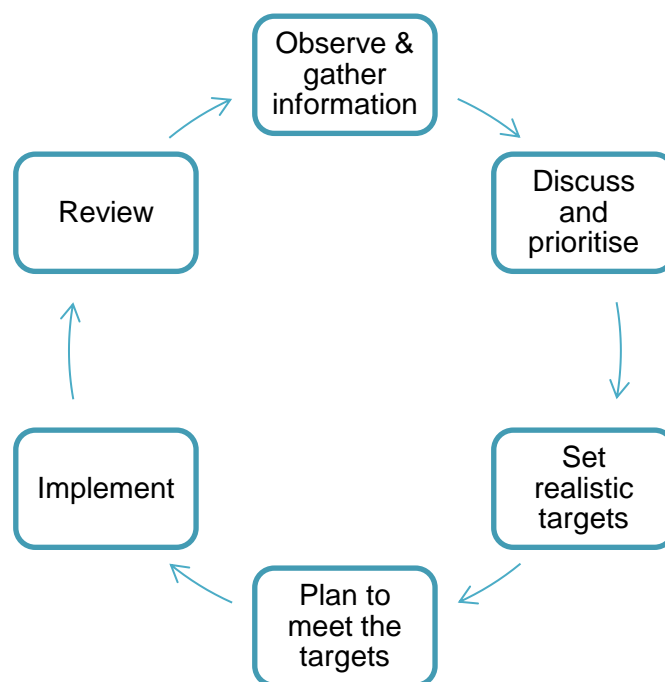 Observe &
gather
information
Discuss
and
prioritise
Set
realistic
targets
Plan to
meet the
targets
Implement
Review